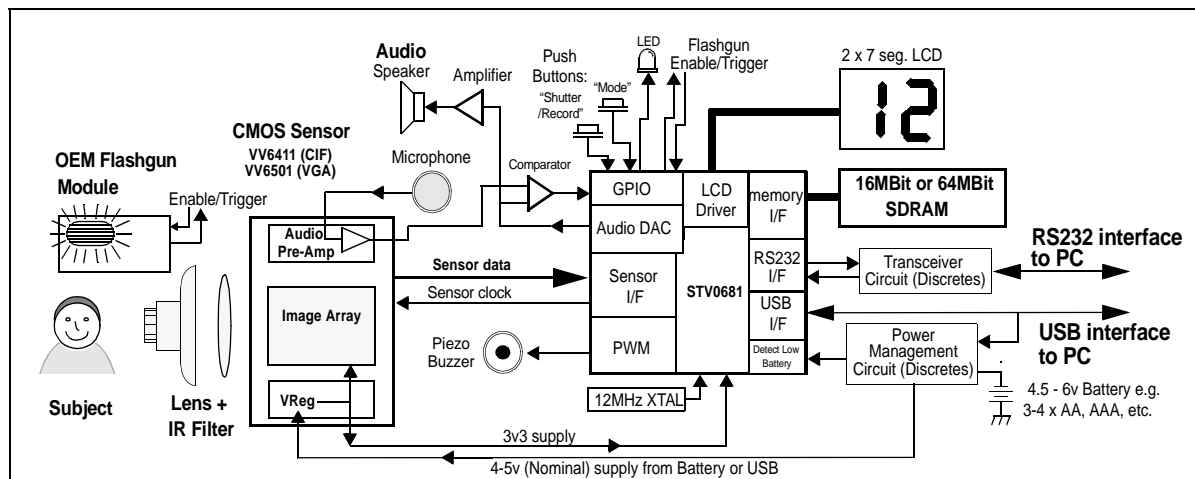 Audio
Speaker
Amplifier
Push
Buttons:
"Shutter
/Record"
"Mode"
LED
Flashgun
Enable/Trigger
2 x 7 seg. LCD
12
CMOS Sensor
VV6411 (CIF)
VV6501 (VGA)
Microphone
Comparator
OEM Flashgun
Module
Enable/Trigger
GPIO
LCD
Driver
memory
I/F
16MBit or 64MBit
SDRAM
Audio
Pre-Amp
Audio DAC
RS232
I/F
Transceiver
Circuit (Discretes)
RS232 interface
to PC
Sensor data
Sensor clock
Sensor
I/F
STV0681
USB
I/F
USB interface
to PC
Image Array
Piezo
Buzzer
PWM
Detect Low
Battery
Power
Management
Circuit (Discretes)
4.5 - 6v Battery e.g.
3-4 x AA, AAA, etc.
Subject
Lens +
IR Filter
VReg
12MHz XTAL
3v3 supply
4-5v (Nominal) supply from Battery or USB